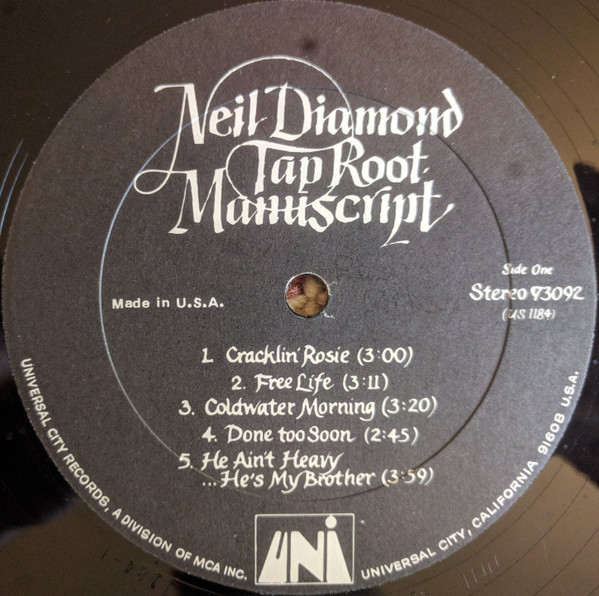 Neil Diamond
Tap Root
Manuscript
Side One
Stereo 73092
(US 1184)
Made in U.S.A.
1. Cracklin' Rosie (3:00)
2. Free Life (3:11)
3. Coldwater Morning (3:20)
4. Done too Soon (2:45)
5. He Ain't Heavy
...He's My Brother (3:59)
UNIVERSAL CITY RECORDS, A DIVISION OF MCA INC.
UNI
UNIVERSAL CITY, CALIFORNIA 91608 U.S.A.